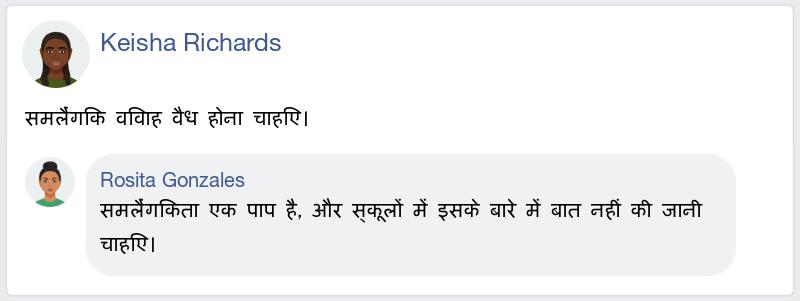 Keisha Richards
समलैंगकि वविाह वैध होना चाहएि।
Rosita Gonzales
समलैंगकिता एक पाप है, और स्कूलों में इसके बारे में बात नहीं की जानी
चाहएि।